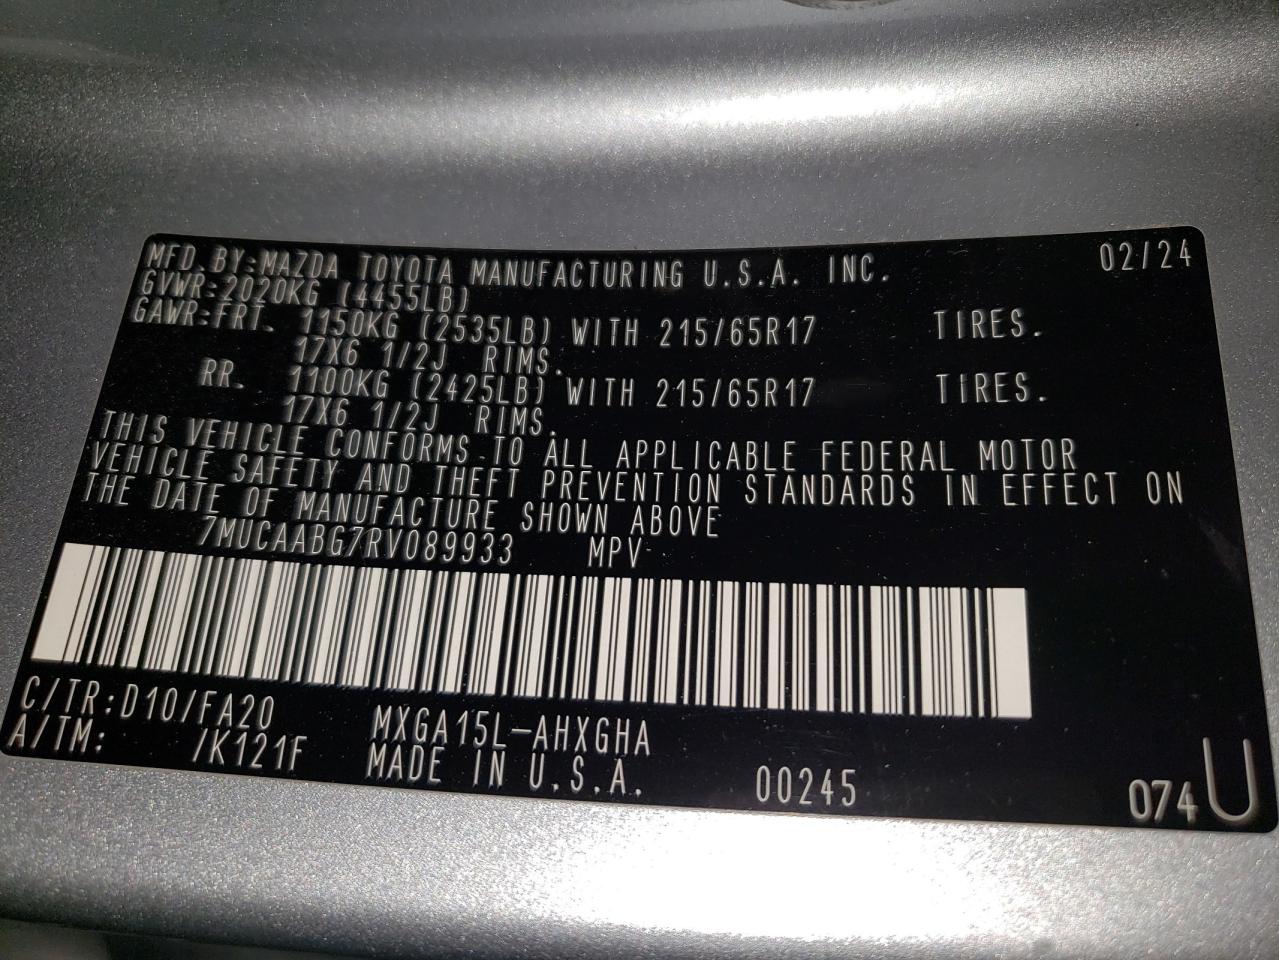 MFD. BY: MAZDA TOYOTA MANUFACTURING U.S.A. INC. 02/24
GVWR: 2020KG (4455LB)
GAWR: FRT. 1150KG (2535LB) WITH 215/65R17 TIRES.
17X6 1/2J RIMS.
RR. 1100KG (2425LB) WITH 215/65R17 TIRES.
17X6 1/2J RIMS.
THIS VEHICLE CONFORMS TO ALL APPLICABLE FEDERAL MOTOR
VEHICLE SAFETY AND THEFT PREVENTION STANDARDS IN EFFECT ON
THE DATE OF MANUFACTURE SHOWN ABOVE
7MUCAABG7RV089933 MPV
C/TR: D10/FA20 MXGA15L-AHXGHA
A/TM: /K121F MADE IN U.S.A. 00245 074 U